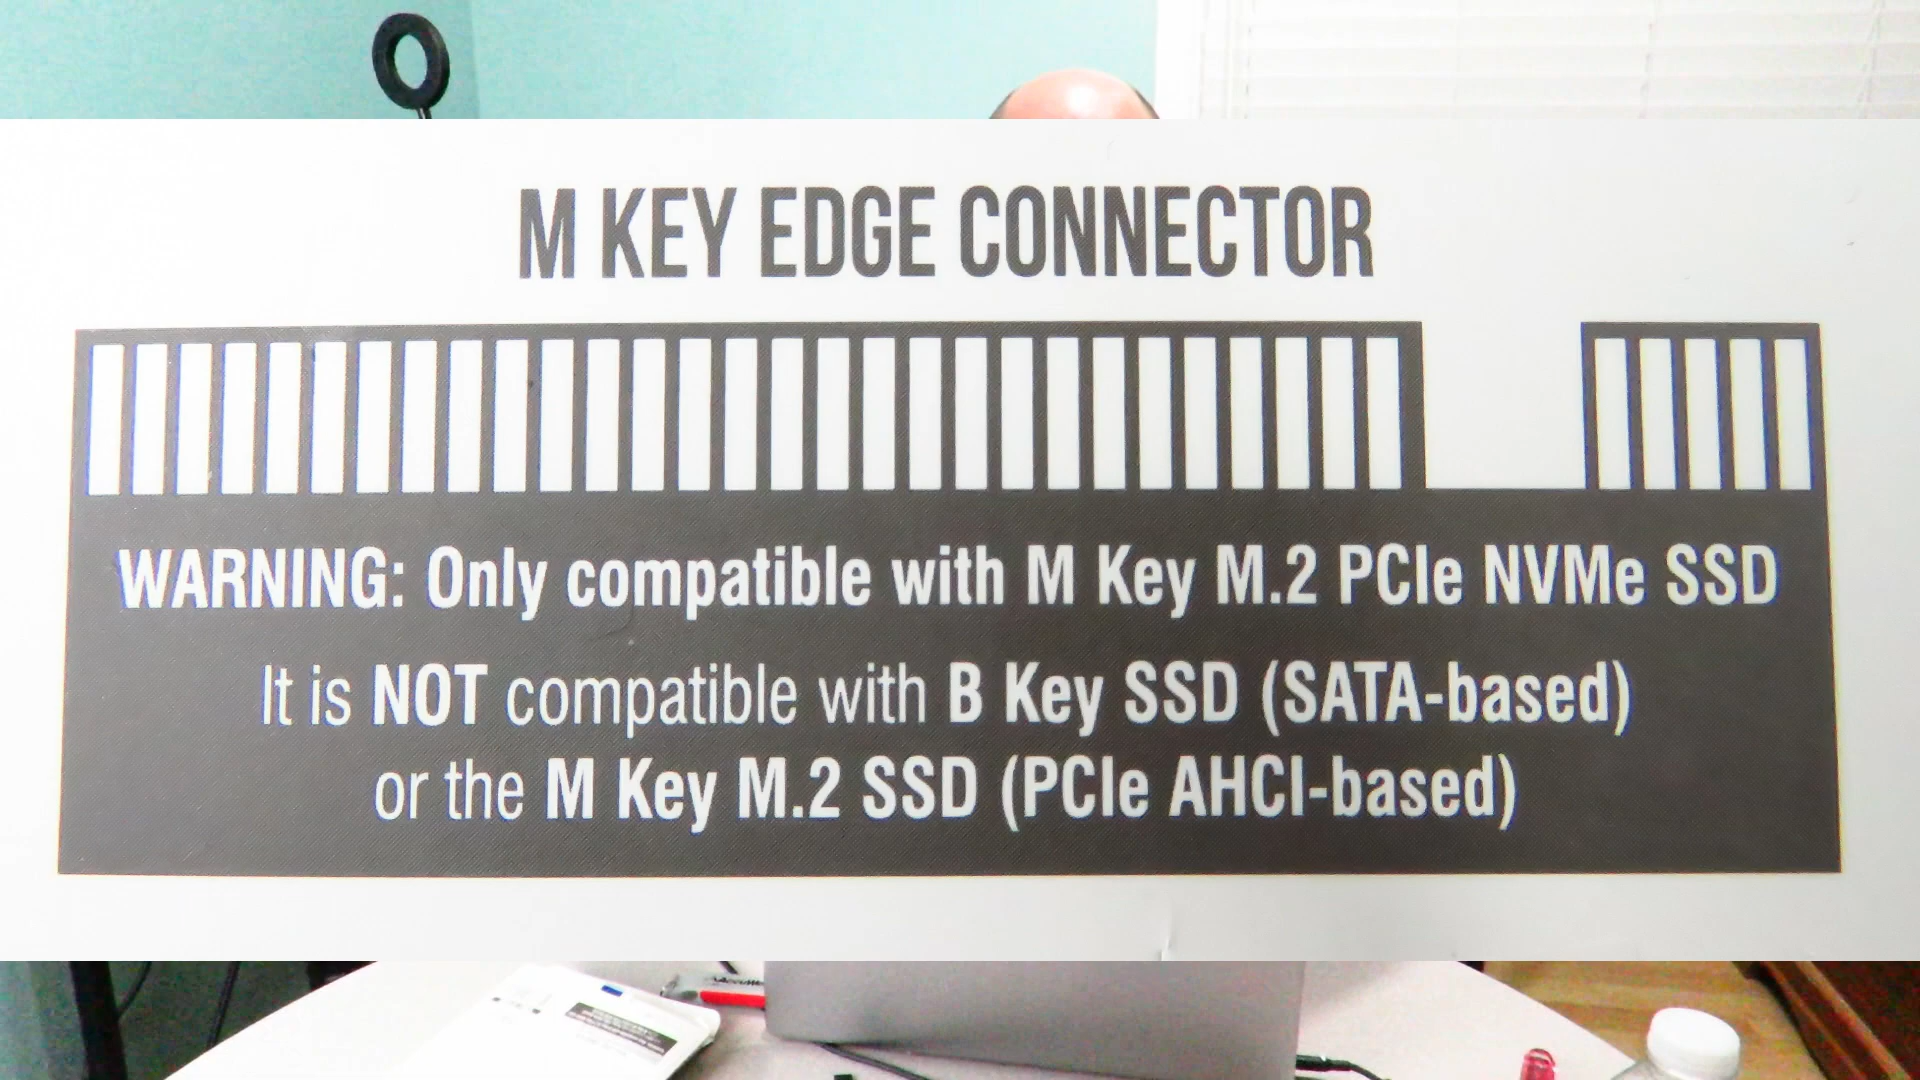 M KEY EDGE CONNECTOR
WARNING: Only compatible with M Key M.2 PCIe NVMe SSD
It is NOT compatible with B Key SSD (SATA-based)
or the M Key M.2 SSD (PCIe AHCI-based)